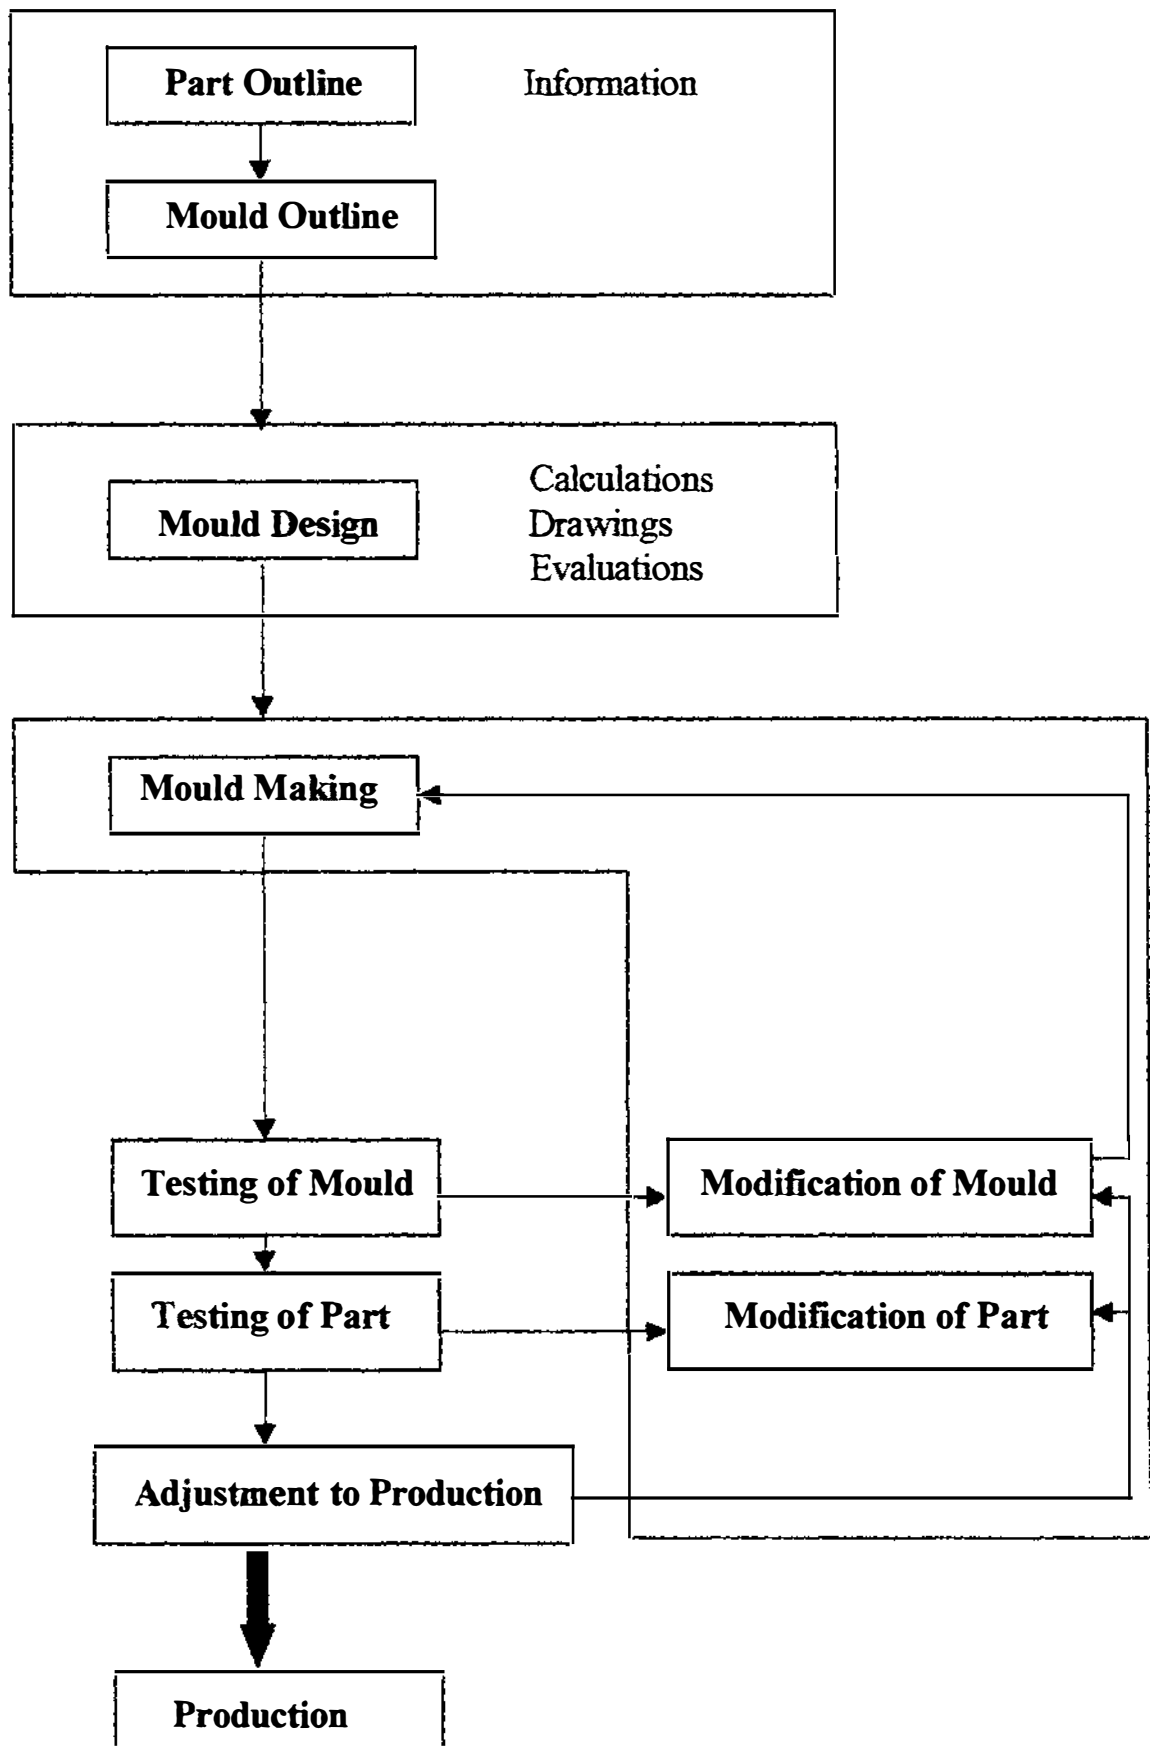 Part Outline
Information
Mould Outline
Mould Design
Calculations
Drawings
Evaluations
Mould Making
Testing of Mould
Modification of Mould
Testing of Part
Modification of Part
Adjustment to Production
Production